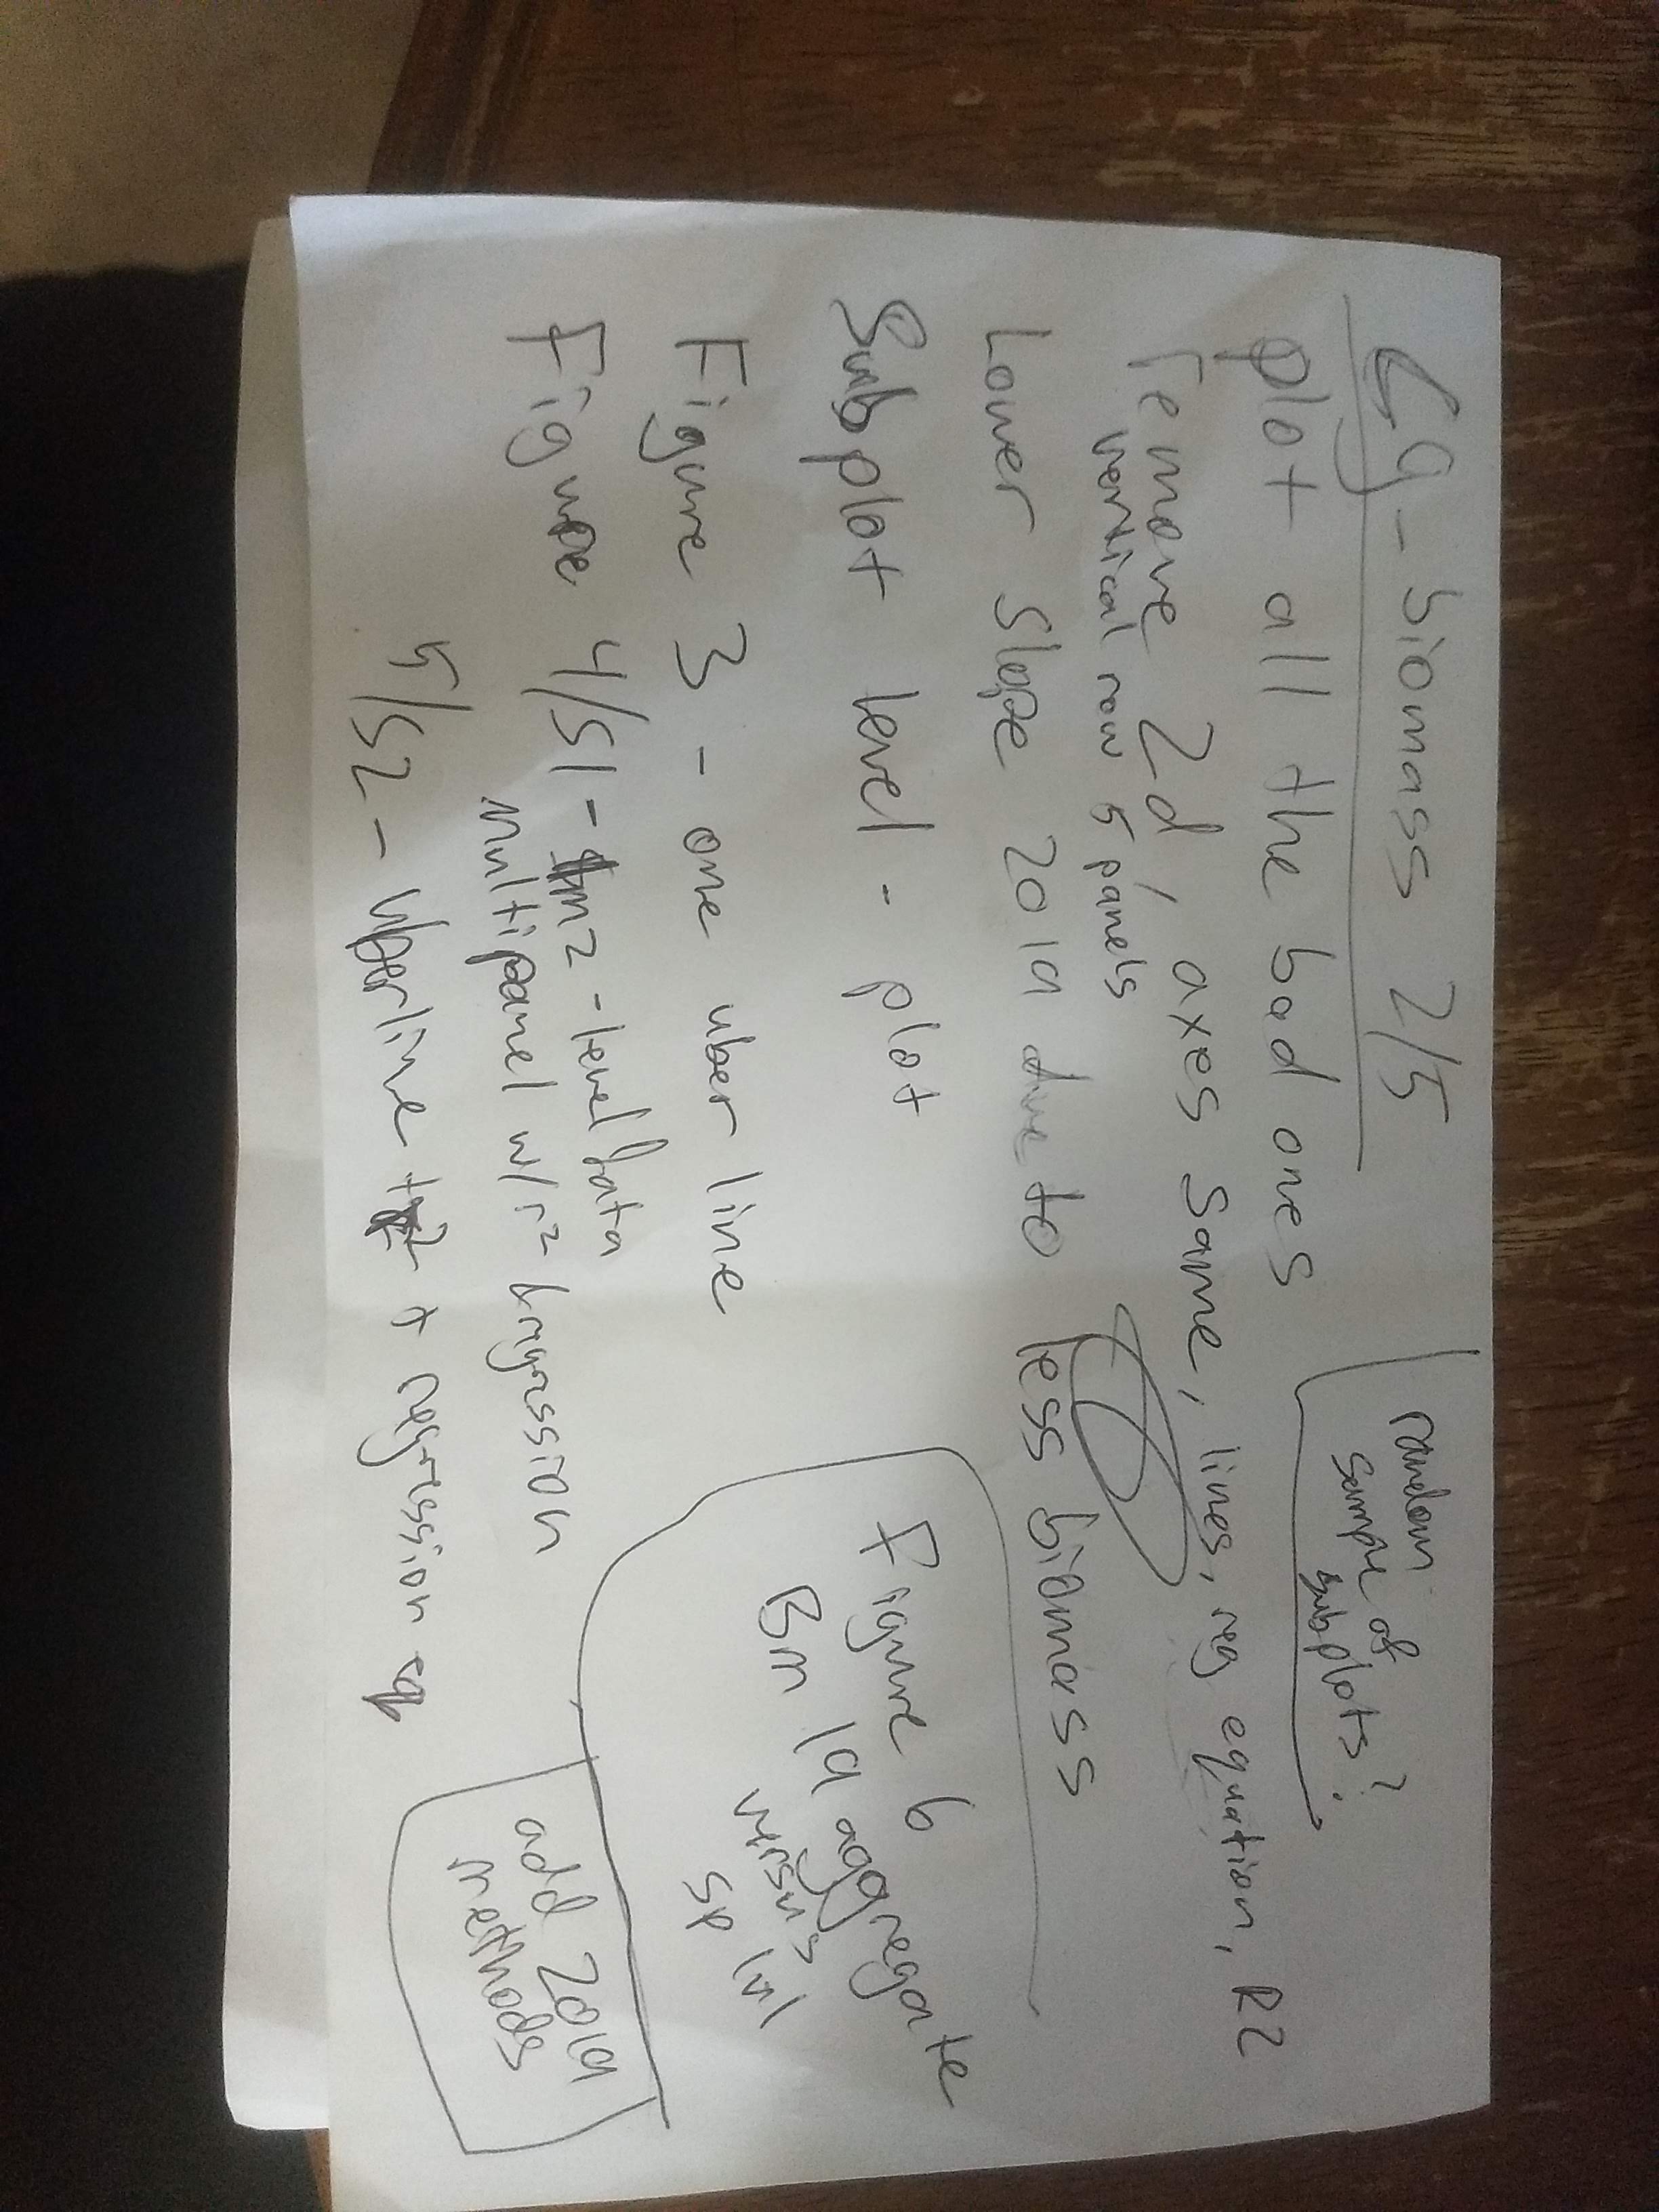 Eg - biomass 2/5
random
sample of
subplots?
plot all the bad ones
remove 2d, axes same, lines, reg equation, R2
vertical row 5 panels
Lower slope 2019 due to less biomass
Subplot level - plot
Figure 6
Bm 19 aggregate
versus
SP lvl
Figure 3 - one uber line
Figure 4/S1 - m2 - level data
multipanel w/ r2 + regression
5/S2 - uberline + regression eq
add 2019
methods